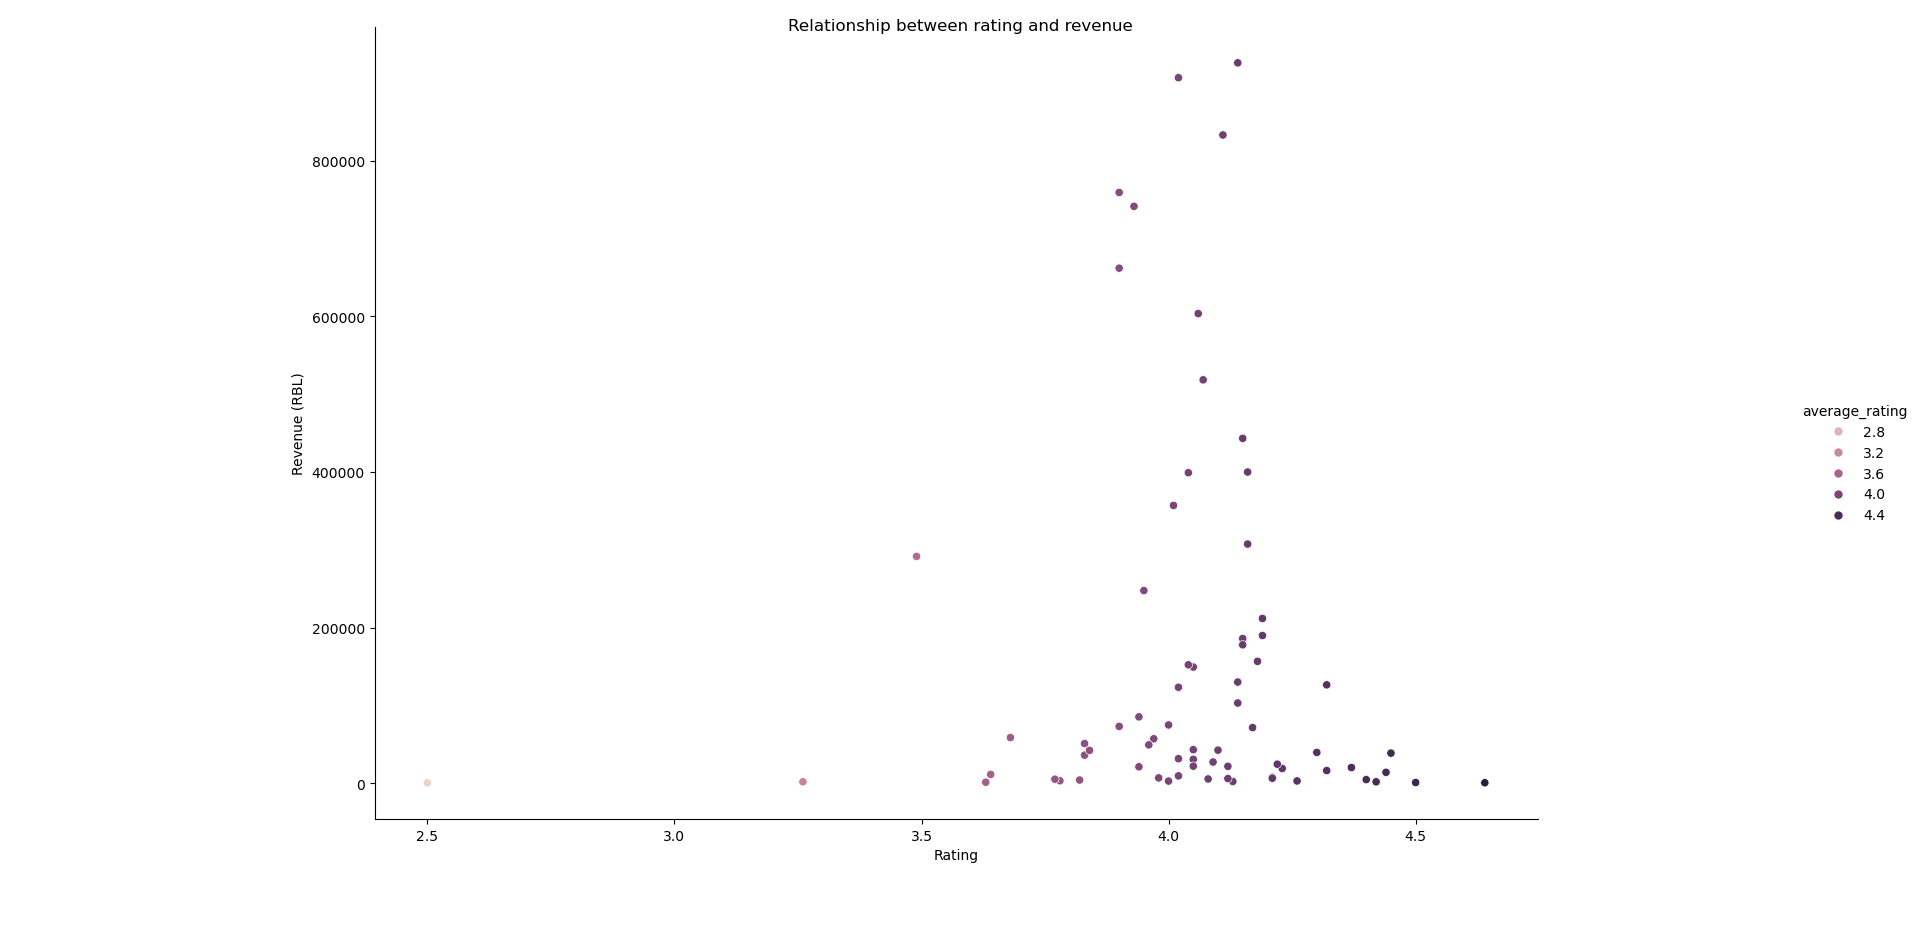 Relationship between rating and revenue
800000
600000
400000
200000
0
Revenue (RBL)
2.5 3.0 3.5 4.0 4.5
Rating
average_rating
2.8
3.2
3.6
4.0
4.4